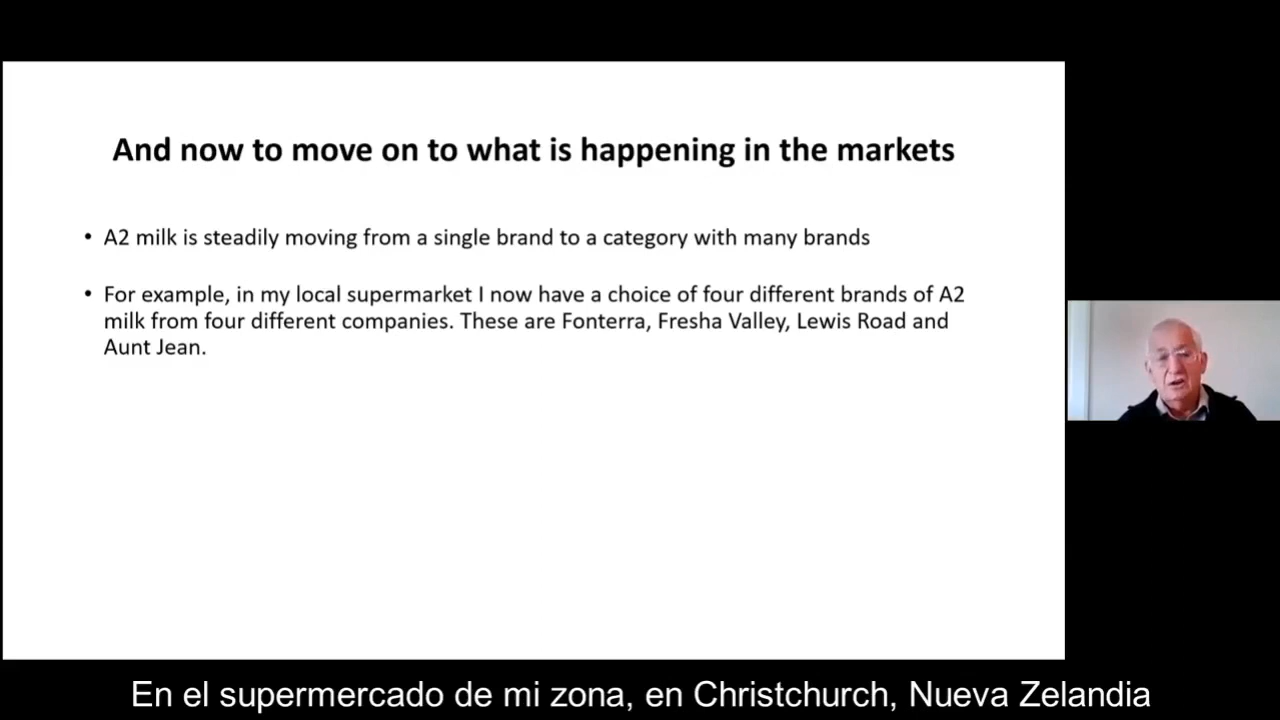 And now to move on to what is happening in the markets
• A2 milk is steadily moving from a single brand to a category with many brands
• For example, in my local supermarket I now have a choice of four different brands of A2
milk from four different companies. These are Fonterra, Fresha Valley, Lewis Road and
Aunt Jean.
En el supermercado de mi zona, en Christchurch, Nueva Zelandia